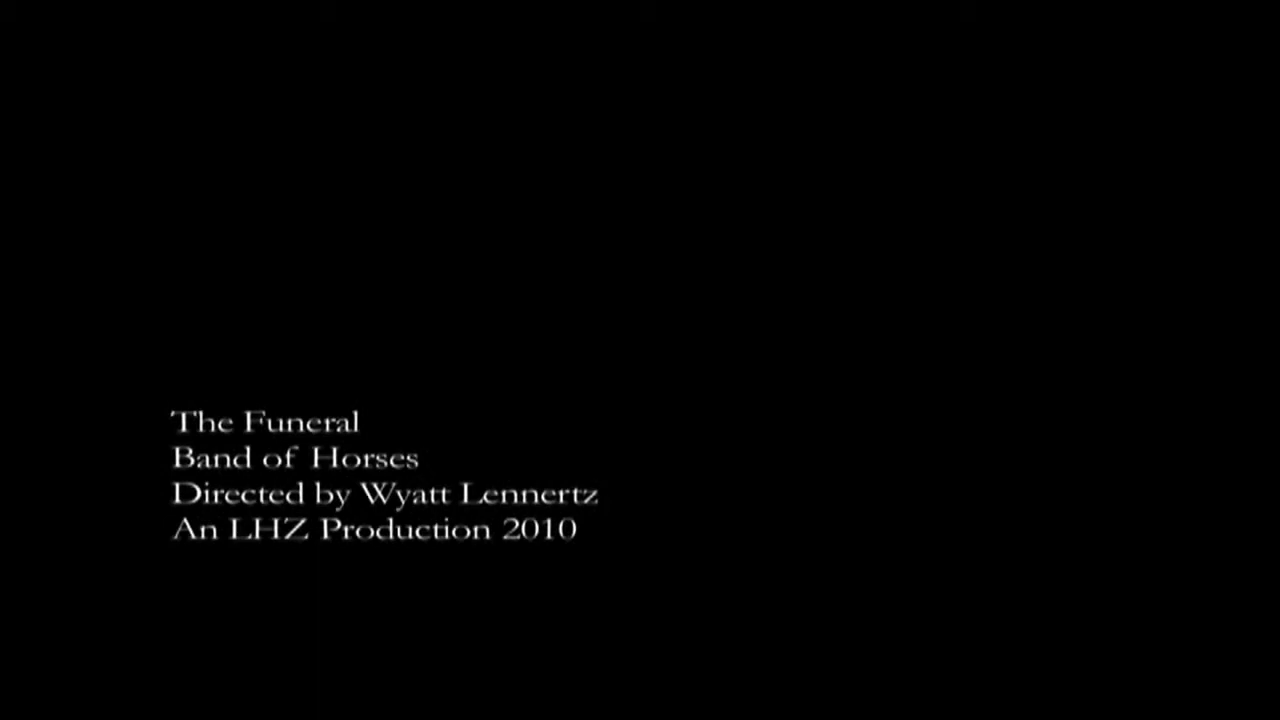 The Funeral
Band of Horses
Directed by Wyatt Lennertz
An LHZ Production 2010